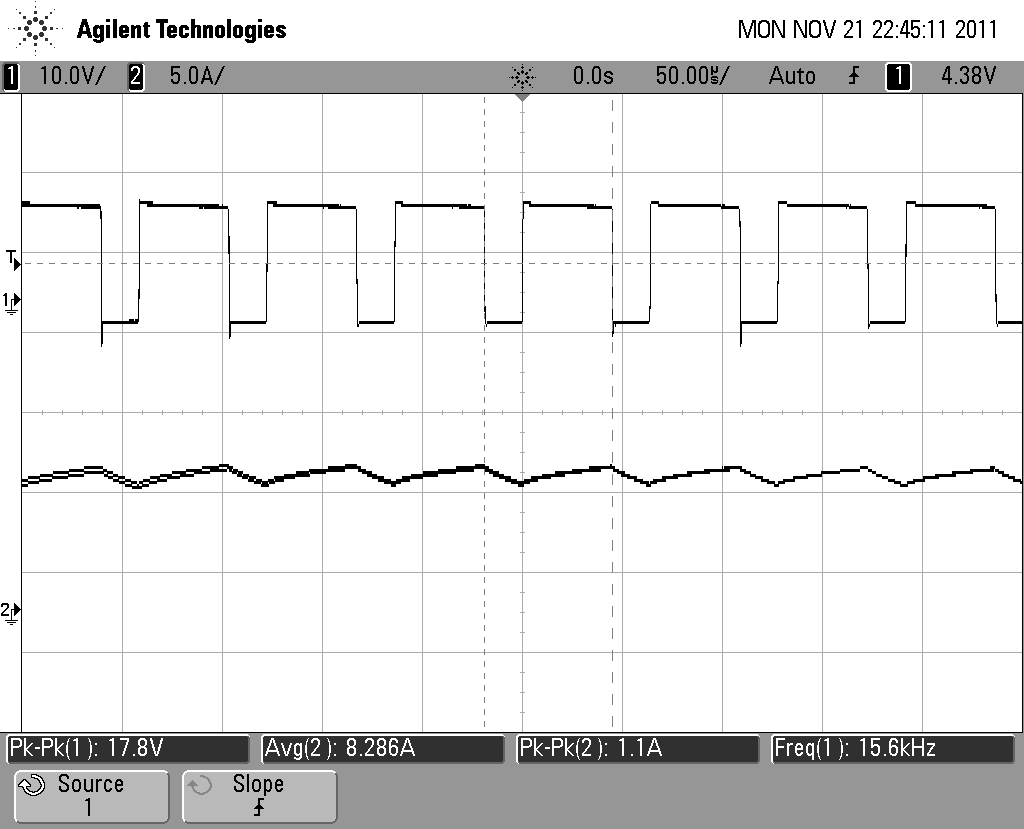 Agilent Technologies MON NOV 21 22:45:11 2011
1 10.0V/ 2 5.0A/ 0.0s 50.00µs/ Auto 1 4.38V
T
1
2
Pk-Pk(1): 17.8V Avg(2): 8.286A Pk-Pk(2): 1.1A Freq(1): 15.6kHz
Source Slope
1